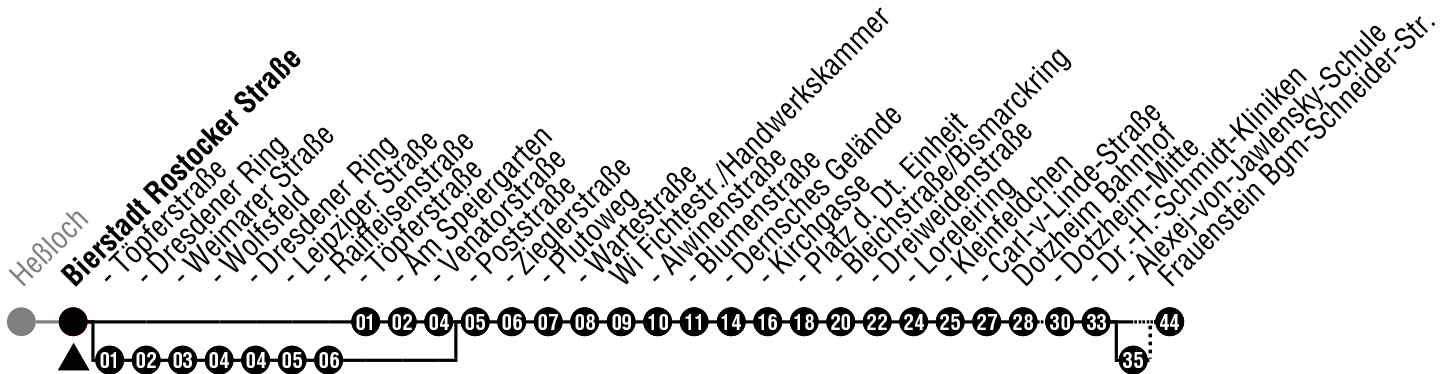 Heßloch
Bierstadt Rostocker Straße
- Töpferstraße
- Dresdener Ring
- Weimarer Straße
- Wolfsfeld
- Dresdener Ring
- Leipziger Straße
- Raiffeisenstraße
- Töpferstraße
- Am Speiergarten
- Venatorstraße
- Poststraße
- Zieglerstraße
- Plutoweg
- Wartestraße
Wi Fichtestr./Handwerkskammer
- Alwinenstraße
- Blumenstraße
- Dernsches Gelände
- Kirchgasse
- Platz d. Dt. Einheit
- Bleichstraße/Bismarckring
- Dreiweidenstraße
- Loreleiring
- Kleinfeldchen
- Carl-v-Linde-Straße
Dotzheim Bahnhof
- Dotzheim-Mitte
- Dr.-H.-Schmidt-Kliniken
- Alexej-von-Jawlensky-Schule
Frauenstein Bgm-Schneider-Str.
01 02 04 05 06 07 08 09 10 11 14 16 18 20 22 24 25 27 28 30 33 44
01 02 03 04 04 05 06 35